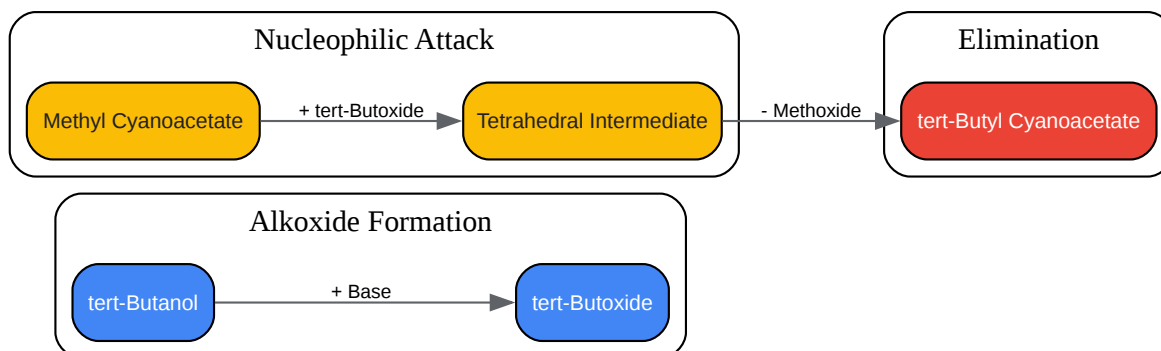 Nucleophilic Attack
Elimination
Methyl Cyanoacetate
+ tert-Butoxide
Tetrahedral Intermediate
- Methoxide
tert-Butyl Cyanoacetate
Alkoxide Formation
tert-Butanol
+ Base
tert-Butoxide